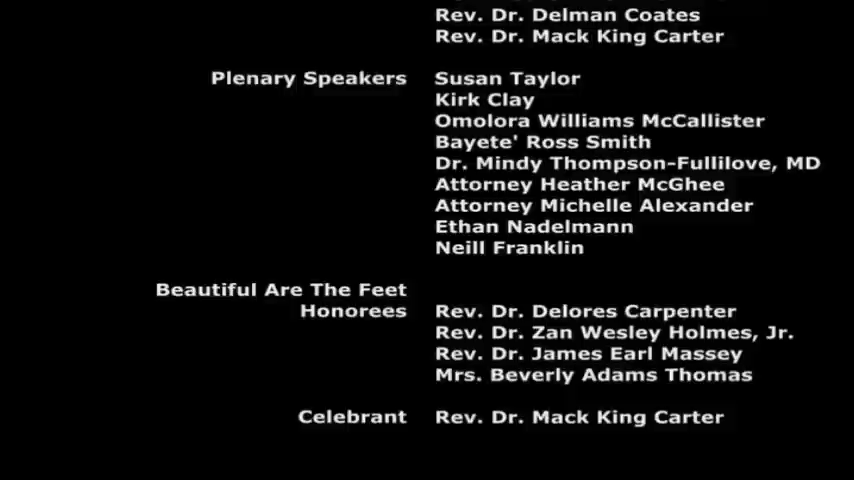 Rev. Dr. Delman Coates
Rev. Dr. Mack King Carter
Plenary Speakers Susan Taylor
Kirk Clay
Omolora Williams McCallister
Bayete' Ross Smith
Dr. Mindy Thompson-Fullilove, MD
Attorney Heather McGhee
Attorney Michelle Alexander
Ethan Nadelmann
Neill Franklin
Beautiful Are The Feet
Honorees Rev. Dr. Delores Carpenter
Rev. Dr. Zan Wesley Holmes, Jr.
Rev. Dr. James Earl Massey
Mrs. Beverly Adams Thomas
Celebrant Rev. Dr. Mack King Carter